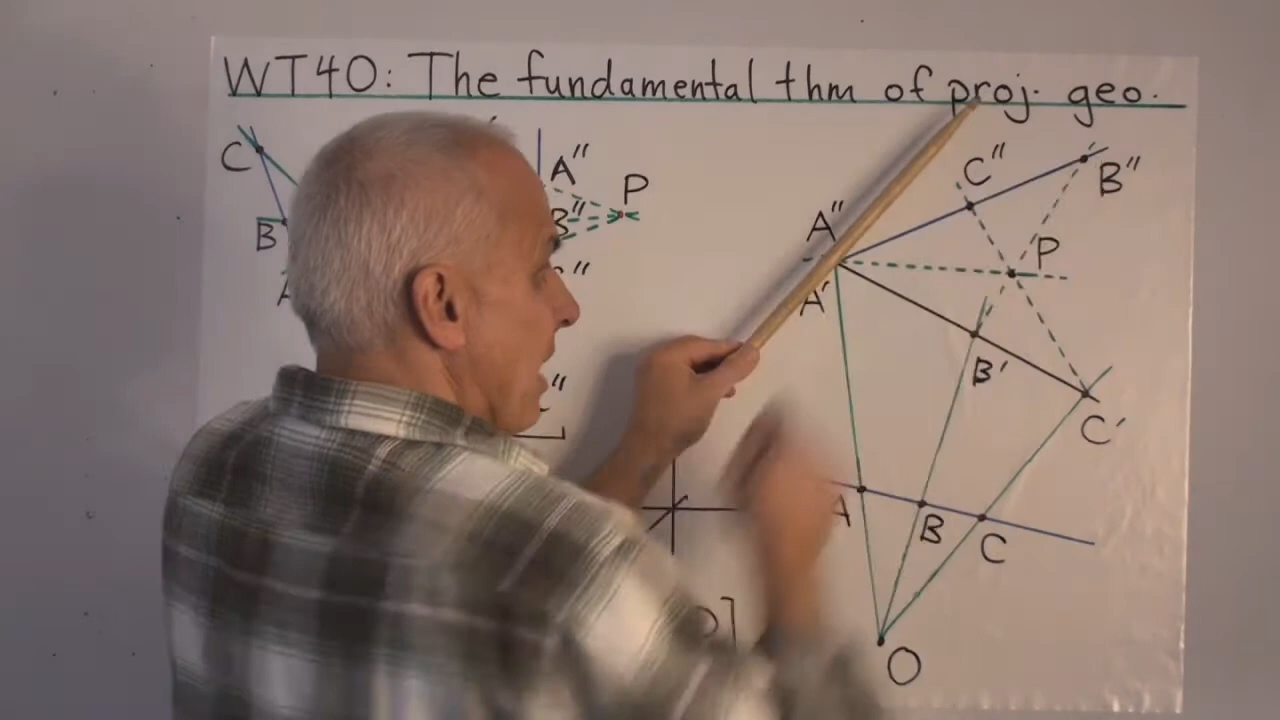 WT40: The fundamental thm of proj. geo.
C
B
A"
B"
P
C"
B"
A"
P
A'
B'
C'
A
B
C
O